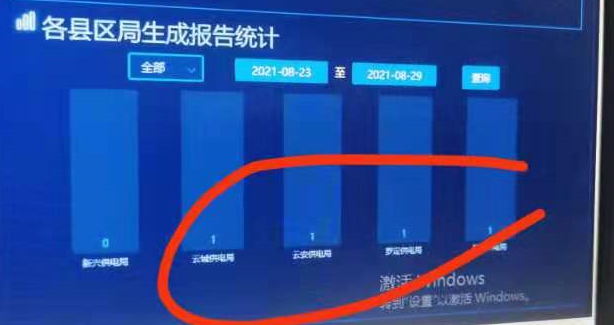 各县区局生成报告统计
全部 2021-08-23 至 2021-08-29 查询
0 1 1 1 1
新兴供电局 云城供电局 云安供电局 罗定供电局
激活 Windows
转到"设置"以激活 Windows。